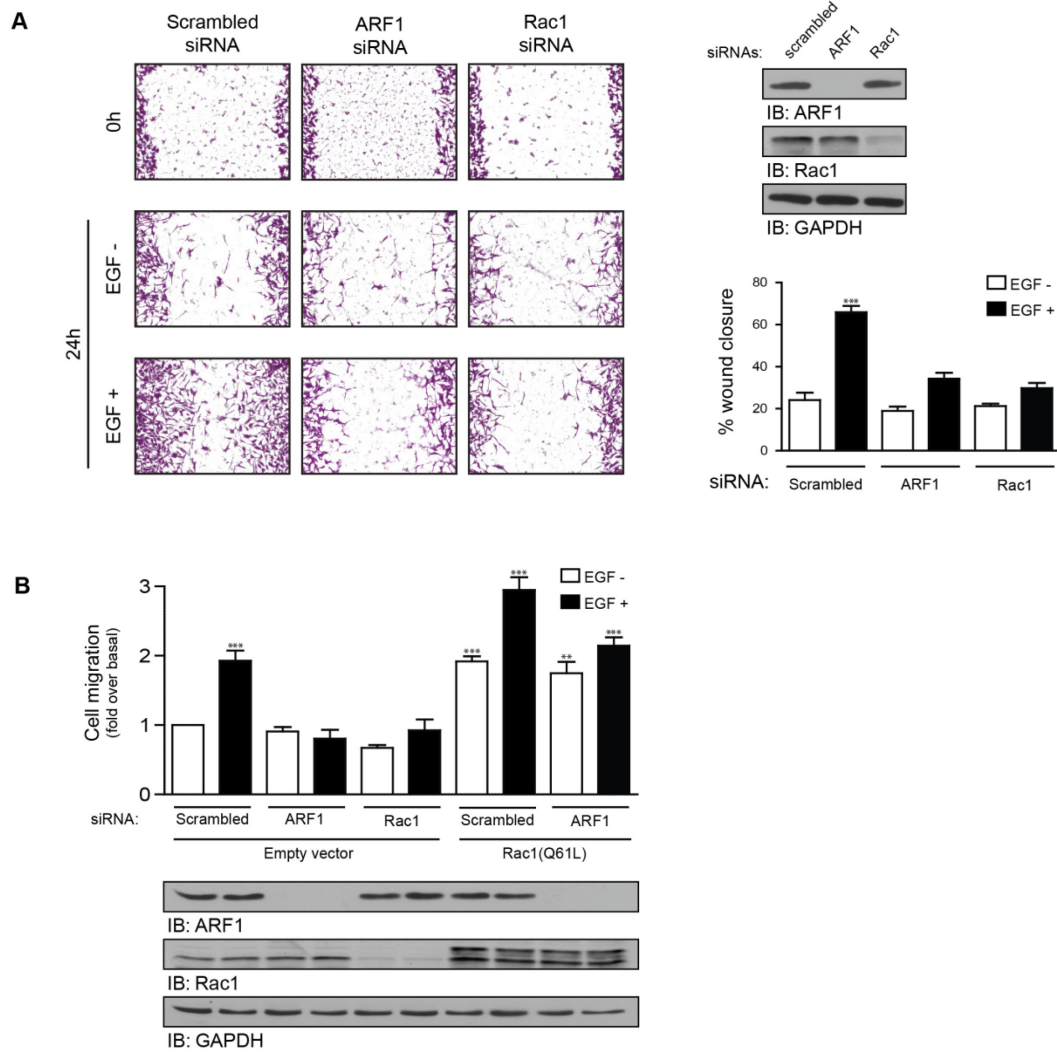 A
Scrambled
siRNA
ARF1
siRNA
Rac1
siRNA
0h
24h
EGF -
EGF +
siRNAs:
scrambled
ARF1
Rac1
IB: ARF1
IB: Rac1
IB: GAPDH
% wound closure
80
60
40
20
0
***
EGF -
EGF +
siRNA:
Scrambled
ARF1
Rac1
B
Cell migration
(fold over basal)
3
2
1
0
***
***
***
**
***
EGF -
EGF +
siRNA:
Scrambled
ARF1
Rac1
Scrambled
ARF1
Empty vector
Rac1(Q61L)
IB: ARF1
IB: Rac1
IB: GAPDH